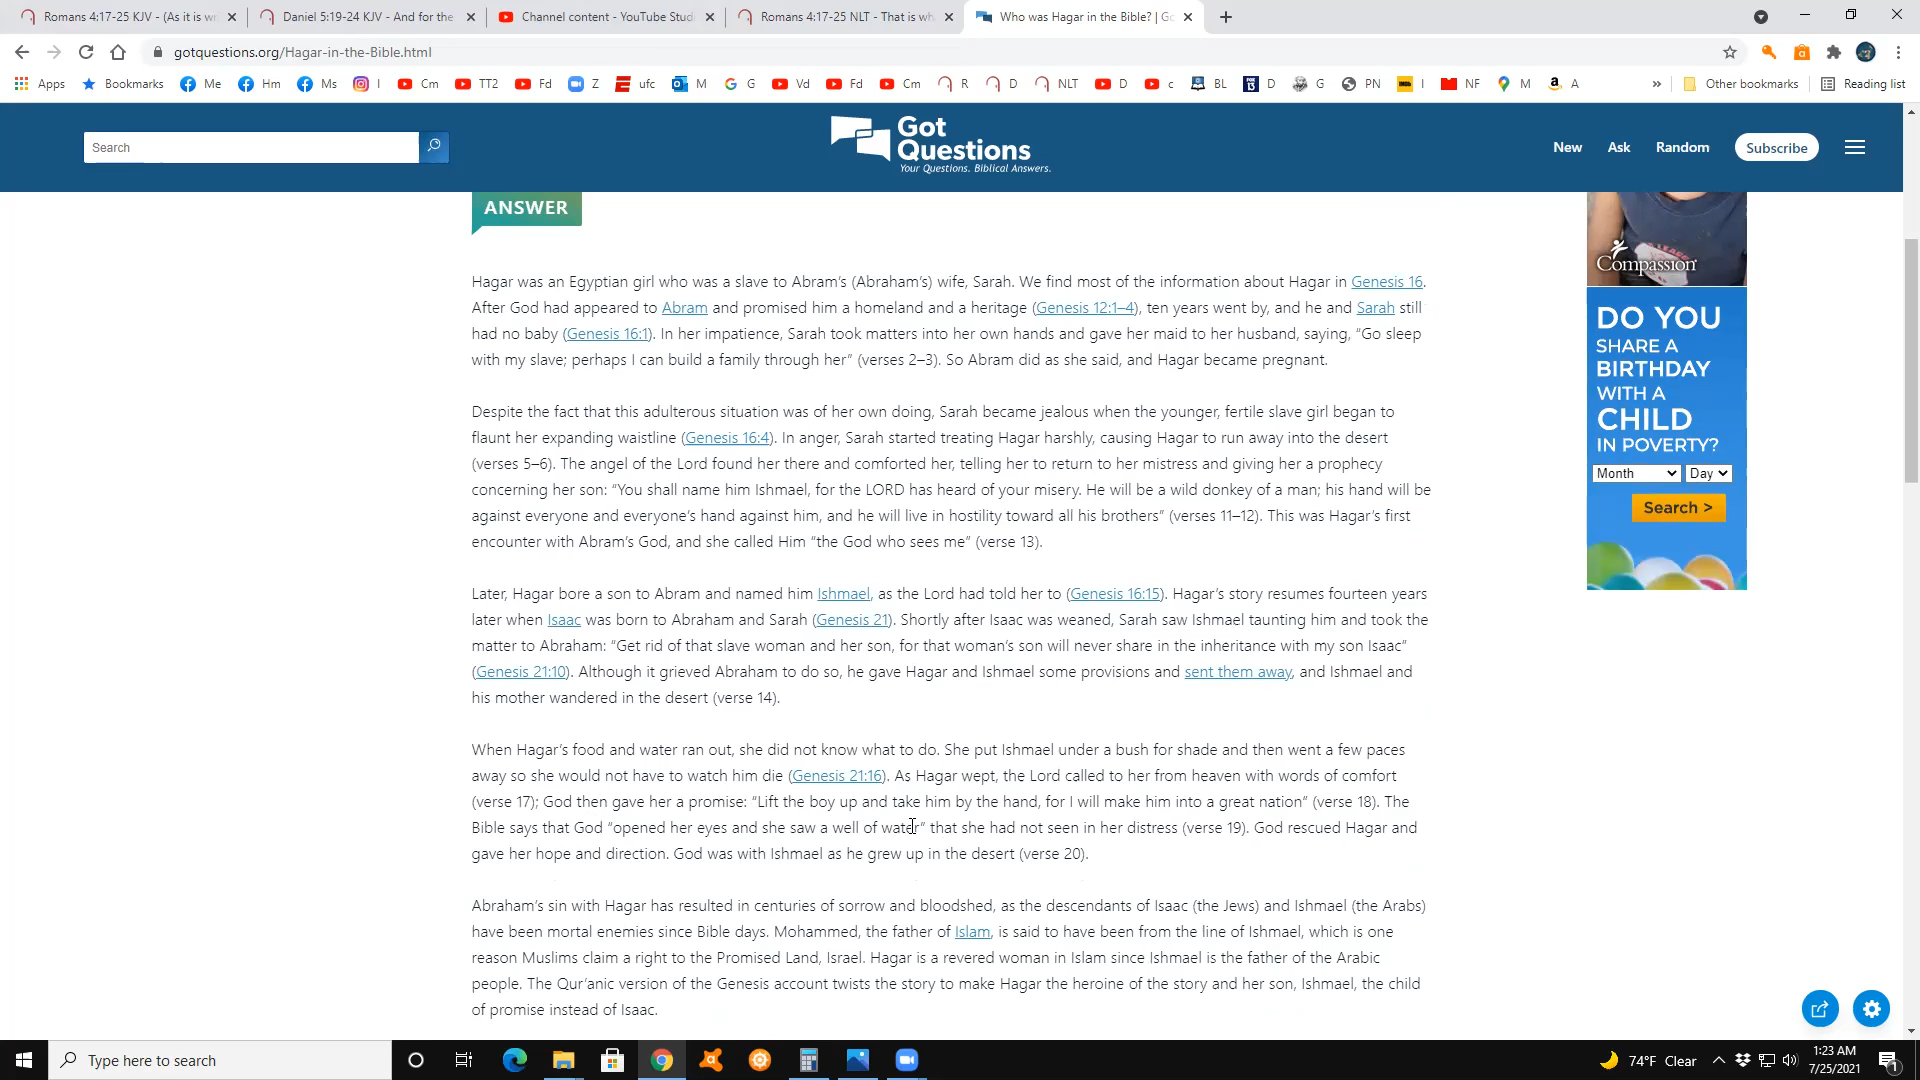 Romans 4:17-25 KJV - (As it is wr
Daniel 5:19-24 KJV - And for the
Channel content - YouTube Stud
Romans 4:17-25 NLT - That is wh
Who was Hagar in the Bible? | Go
gotquestions.org/Hagar-in-the-Bible.html
Apps Bookmarks Me Hm Ms I Cm TT2 Fd Z ufc M G Vd Fd Cm R D NLT D c BL D G PN I NF M A » Other bookmarks Reading list
Search
Got
Questions
Your Questions. Biblical Answers.
New Ask Random Subscribe
ANSWER
Hagar was an Egyptian girl who was a slave to Abram’s (Abraham’s) wife, Sarah. We find most of the information about Hagar in Genesis 16.
After God had appeared to Abram and promised him a homeland and a heritage (Genesis 12:1–4), ten years went by, and he and Sarah still
had no baby (Genesis 16:1). In her impatience, Sarah took matters into her own hands and gave her maid to her husband, saying, “Go sleep
with my slave; perhaps I can build a family through her” (verses 2–3). So Abram did as she said, and Hagar became pregnant.
Despite the fact that this adulterous situation was of her own doing, Sarah became jealous when the younger, fertile slave girl began to
flaunt her expanding waistline (Genesis 16:4). In anger, Sarah started treating Hagar harshly, causing Hagar to run away into the desert
(verses 5–6). The angel of the Lord found her there and comforted her, telling her to return to her mistress and giving her a prophecy
concerning her son: “You shall name him Ishmael, for the LORD has heard of your misery. He will be a wild donkey of a man; his hand will be
against everyone and everyone’s hand against him, and he will live in hostility toward all his brothers” (verses 11–12). This was Hagar’s first
encounter with Abram’s God, and she called Him “the God who sees me” (verse 13).
Later, Hagar bore a son to Abram and named him Ishmael, as the Lord had told her to (Genesis 16:15). Hagar’s story resumes fourteen years
later when Isaac was born to Abraham and Sarah (Genesis 21). Shortly after Isaac was weaned, Sarah saw Ishmael taunting him and took the
matter to Abraham: “Get rid of that slave woman and her son, for that woman’s son will never share in the inheritance with my son Isaac”
(Genesis 21:10). Although it grieved Abraham to do so, he gave Hagar and Ishmael some provisions and sent them away, and Ishmael and
his mother wandered in the desert (verse 14).
When Hagar’s food and water ran out, she did not know what to do. She put Ishmael under a bush for shade and then went a few paces
away so she would not have to watch him die (Genesis 21:16). As Hagar wept, the Lord called to her from heaven with words of comfort
(verse 17); God then gave her a promise: “Lift the boy up and take him by the hand, for I will make him into a great nation” (verse 18). The
Bible says that God “opened her eyes and she saw a well of water” that she had not seen in her distress (verse 19). God rescued Hagar and
gave her hope and direction. God was with Ishmael as he grew up in the desert (verse 20).
Abraham’s sin with Hagar has resulted in centuries of sorrow and bloodshed, as the descendants of Isaac (the Jews) and Ishmael (the Arabs)
have been mortal enemies since Bible days. Mohammed, the father of Islam, is said to have been from the line of Ishmael, which is one
reason Muslims claim a right to the Promised Land, Israel. Hagar is a revered woman in Islam since Ishmael is the father of the Arabic
people. The Qur’anic version of the Genesis account twists the story to make Hagar the heroine of the story and her son, Ishmael, the child
of promise instead of Isaac.
Compassion
DO YOU
SHARE A
BIRTHDAY
WITH A
CHILD
IN POVERTY?
Month Day
Search >
Type here to search
74°F Clear
1:23 AM
7/25/2021
1